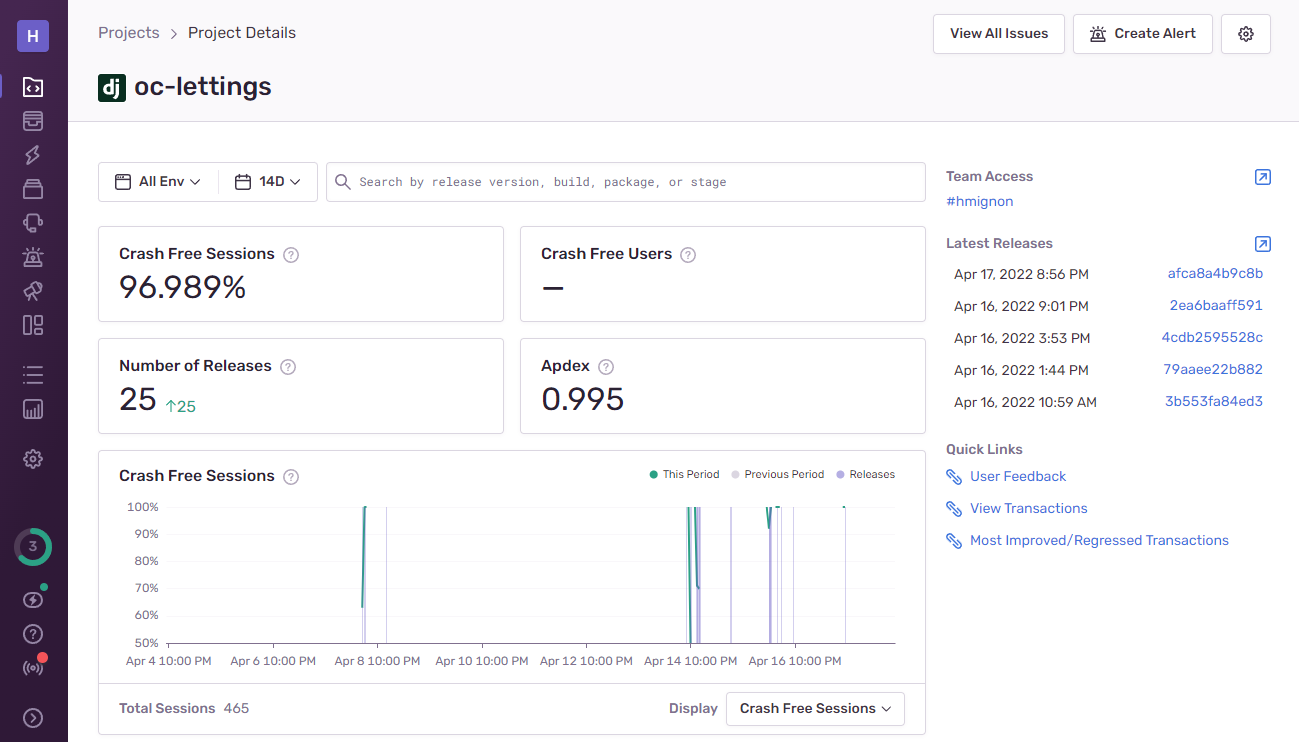 H
Projects > Project Details
View All Issues
Create Alert
dj oc-lettings
All Env
14D
Search by release version, build, package, or stage
Crash Free Sessions ?
96.989%
Crash Free Users ?
—
Number of Releases ?
25 ↑25
Apdex ?
0.995
Crash Free Sessions ?
This Period
Previous Period
Releases
100%
90%
80%
70%
60%
50%
Apr 4 10:00 PM
Apr 6 10:00 PM
Apr 8 10:00 PM
Apr 10 10:00 PM
Apr 12 10:00 PM
Apr 14 10:00 PM
Apr 16 10:00 PM
Total Sessions 465
Display
Crash Free Sessions
Team Access
#hmignon
Latest Releases
Apr 17, 2022 8:56 PM afca8a4b9c8b
Apr 16, 2022 9:01 PM 2ea6baaff591
Apr 16, 2022 3:53 PM 4cdb2595528c
Apr 16, 2022 1:44 PM 79aaee22b882
Apr 16, 2022 10:59 AM 3b553fa84ed3
Quick Links
User Feedback
View Transactions
Most Improved/Regressed Transactions
3
?